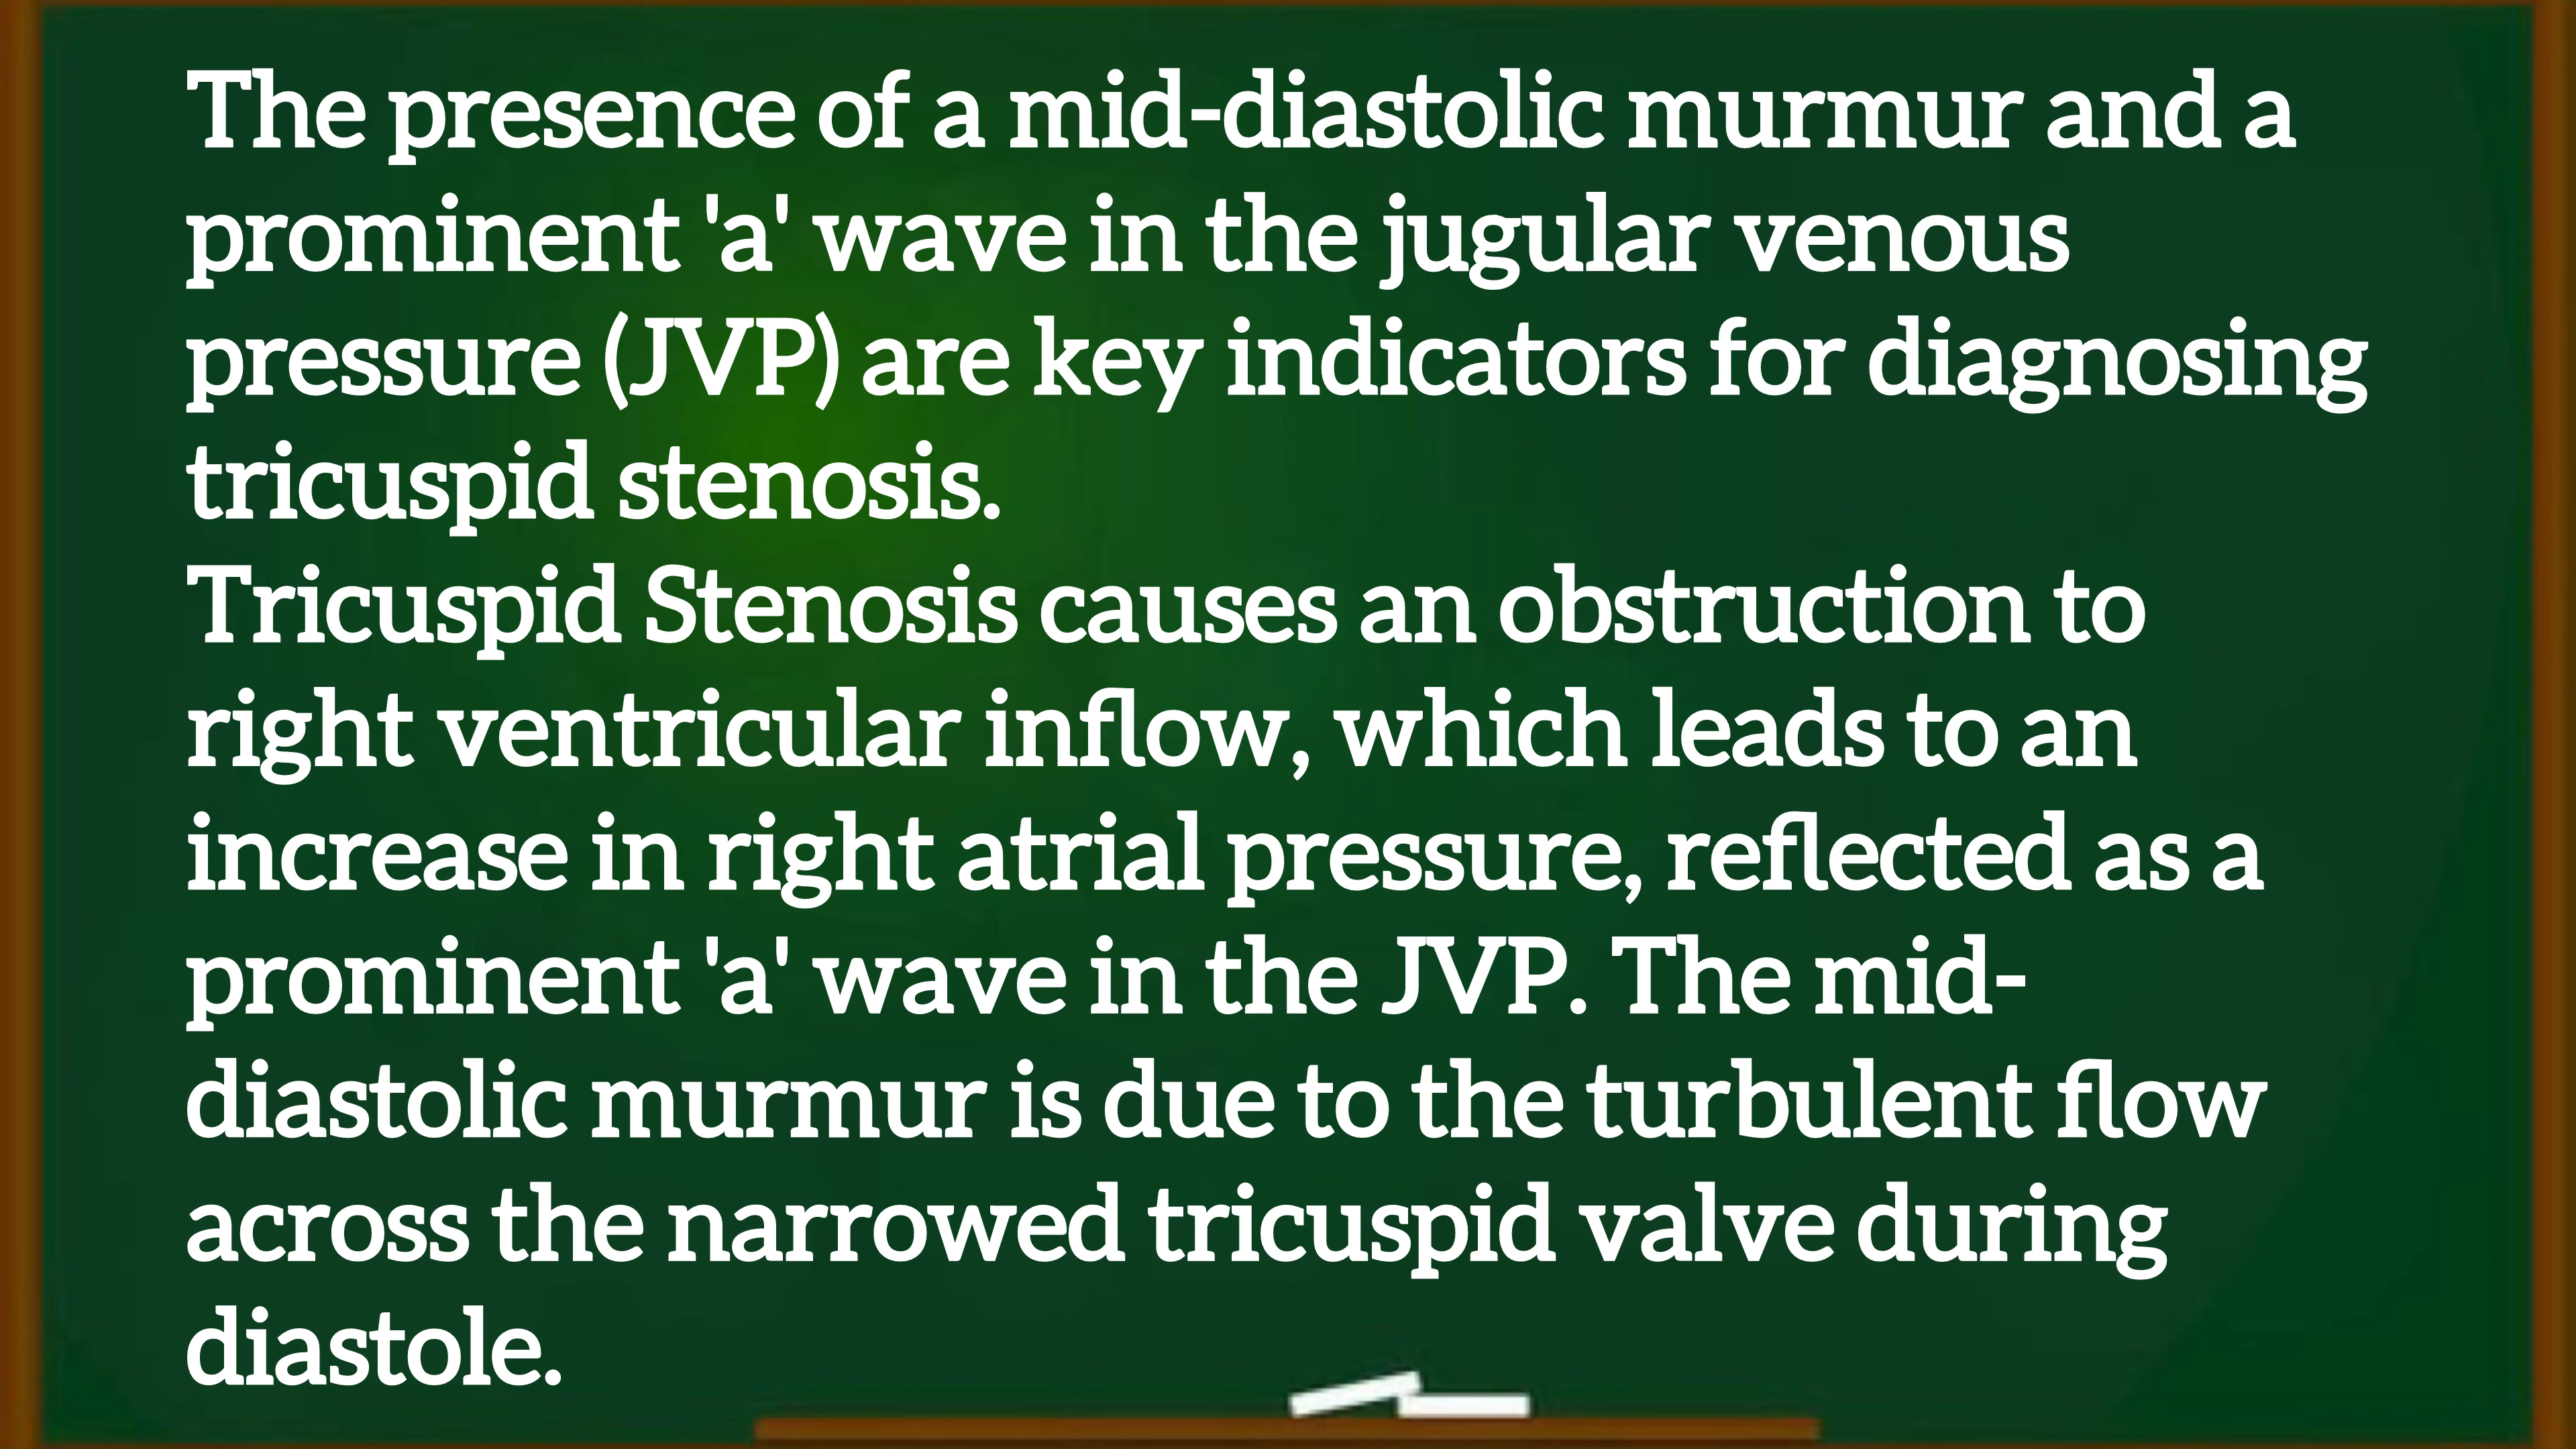 The presence of a mid-diastolic murmur and a
prominent 'a' wave in the jugular venous
pressure (JVP) are key indicators for diagnosing
tricuspid stenosis.
Tricuspid Stenosis causes an obstruction to
right ventricular inflow, which leads to an
increase in right atrial pressure, reflected as a
prominent 'a' wave in the JVP. The mid-
diastolic murmur is due to the turbulent flow
across the narrowed tricuspid valve during
diastole.